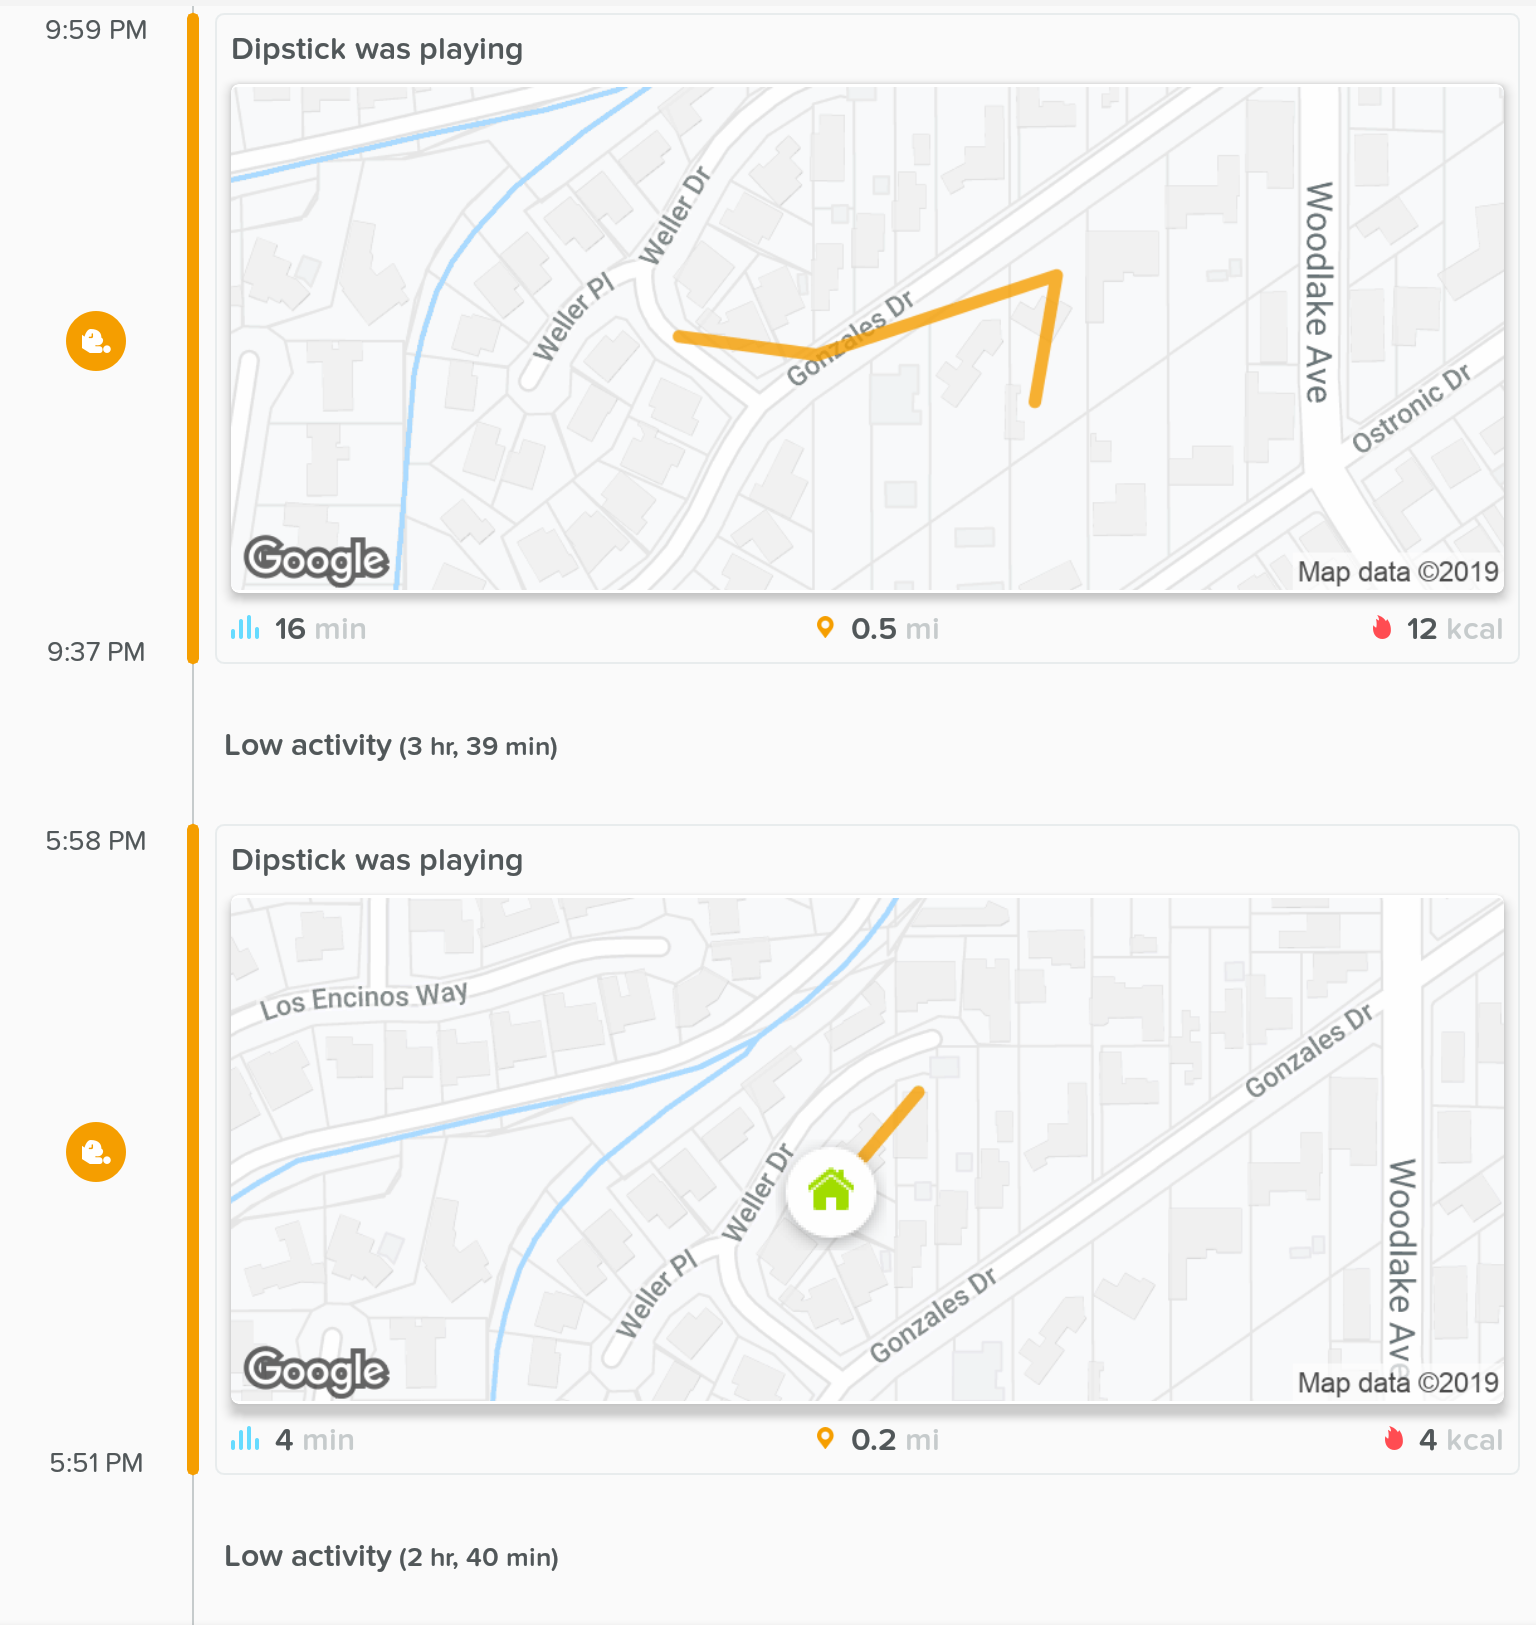 9:59 PM
Dipstick was playing
Weller Dr
Weller Pl
Gonzales Dr
Woodlake Ave
Ostronic Dr
Google
Map data ©2019
16 min
0.5 mi
12 kcal
9:37 PM
Low activity (3 hr, 39 min)
5:58 PM
Dipstick was playing
Los Encinos Way
Gonzales Dr
Weller Dr
Woodlake Ave
Weller Pl
Gonzales Dr
Google
Map data ©2019
4 min
0.2 mi
4 kcal
5:51 PM
Low activity (2 hr, 40 min)